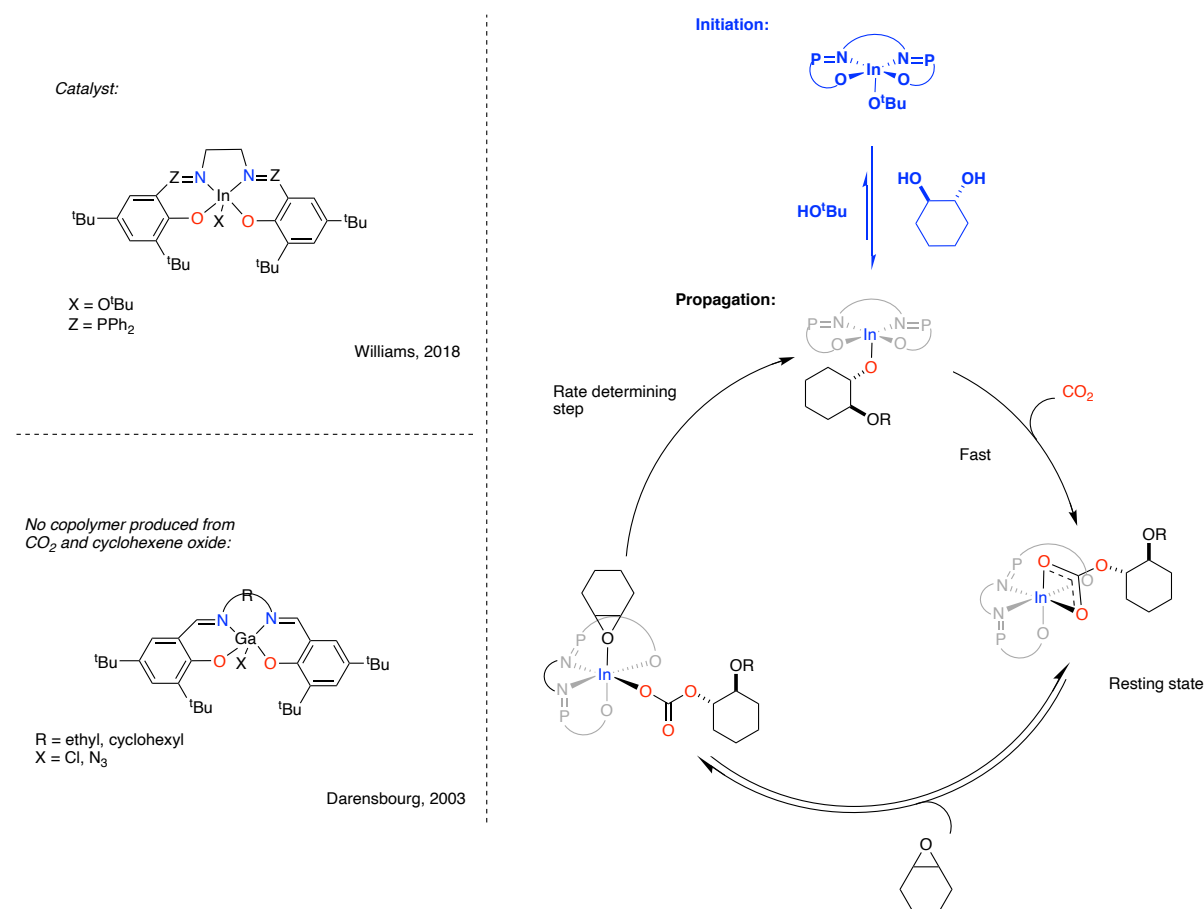 Catalyst:
Z
N
N
Z
In
X
O
O
ᵗBu
ᵗBu
ᵗBu
ᵗBu
X = OᵗBu
Z = PPh₂
Williams, 2018
No copolymer produced from
CO₂ and cyclohexene oxide:
R
N
N
Ga
X
O
O
ᵗBu
ᵗBu
ᵗBu
ᵗBu
R = ethyl, cyclohexyl
X = Cl, N₃
Darensbourg, 2003
Initiation:
P=N
N=P
In
O
O
OᵗBu
HO
OH
HOᵗBu
Propagation:
P=N
N=P
In
O
O
O
OR
Rate determining
step
CO₂
Fast
OR
P
O
O
O
N
In
N
O
P
O
Resting state
O
P
O
N
In
OR
N
O
O
P
O
O
O